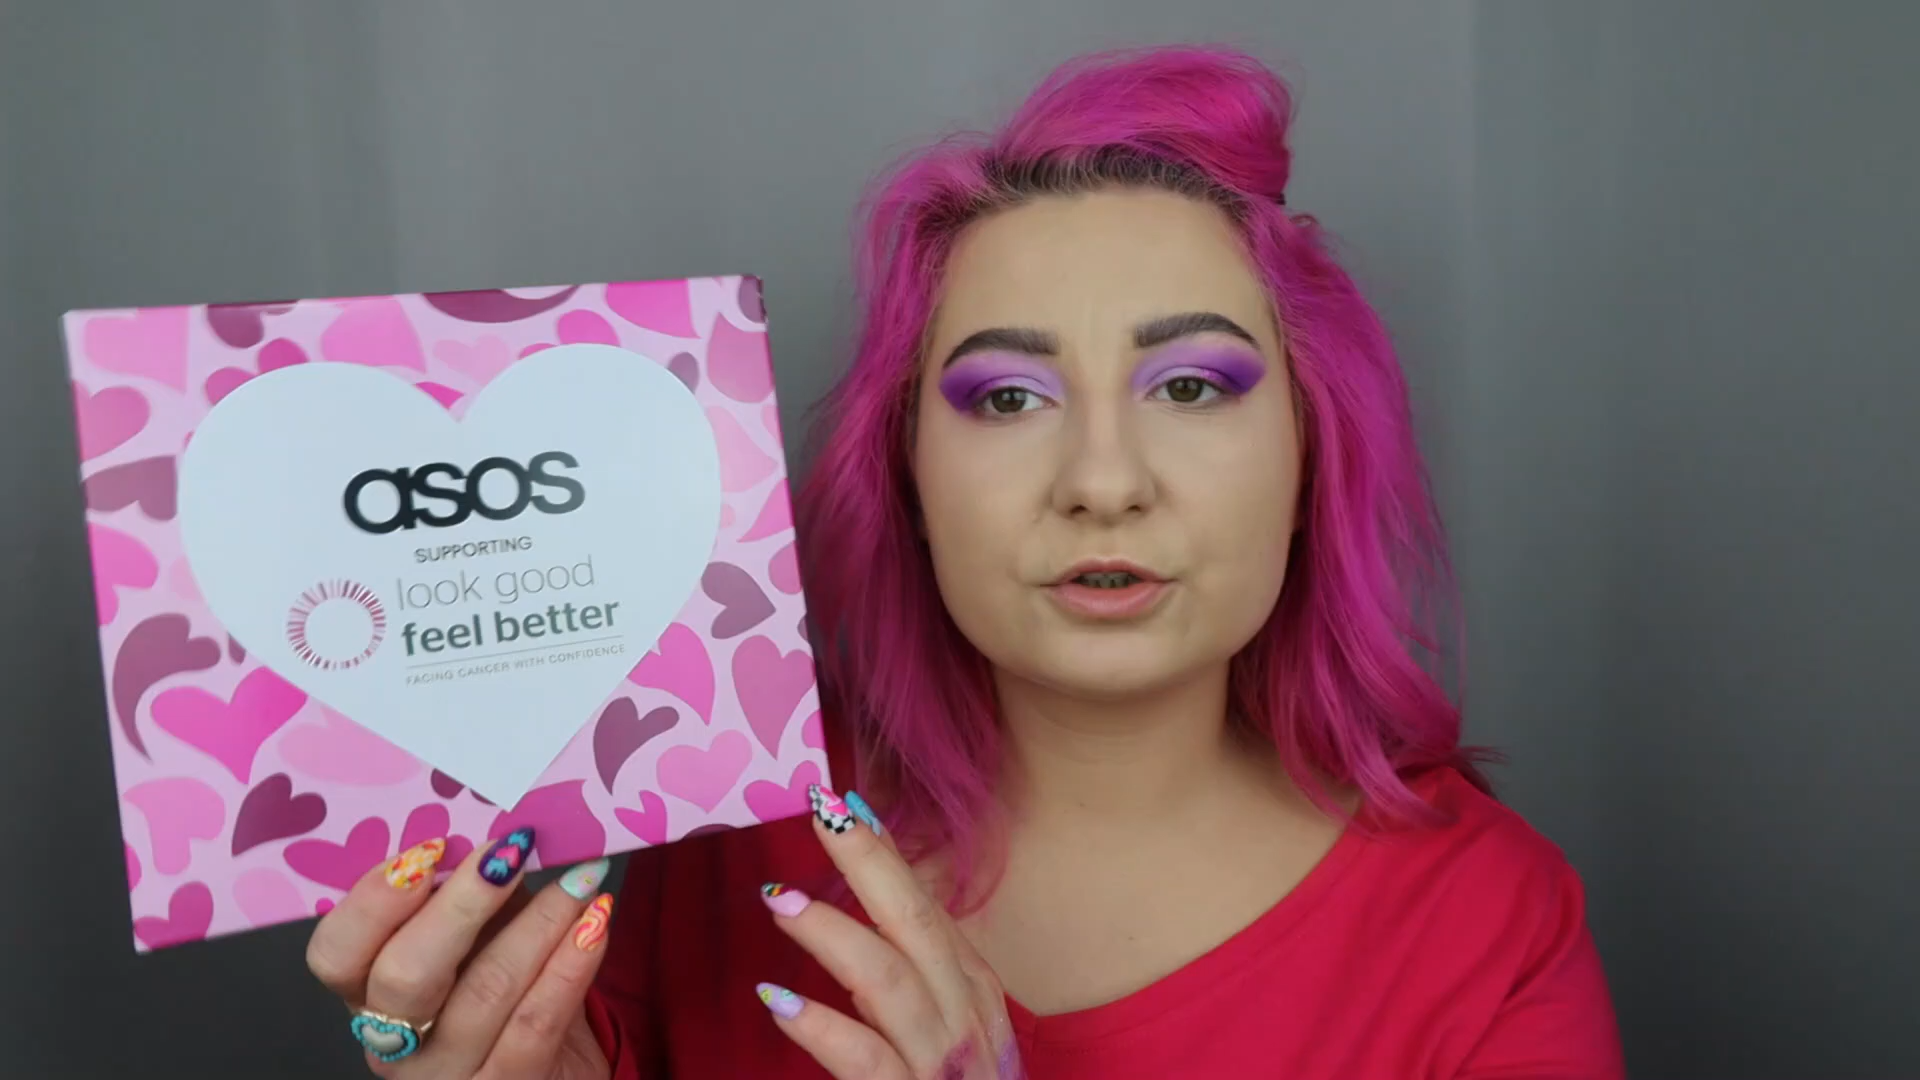 asos
SUPPORTING
look good
feel better
FACING CANCER WITH CONFIDENCE